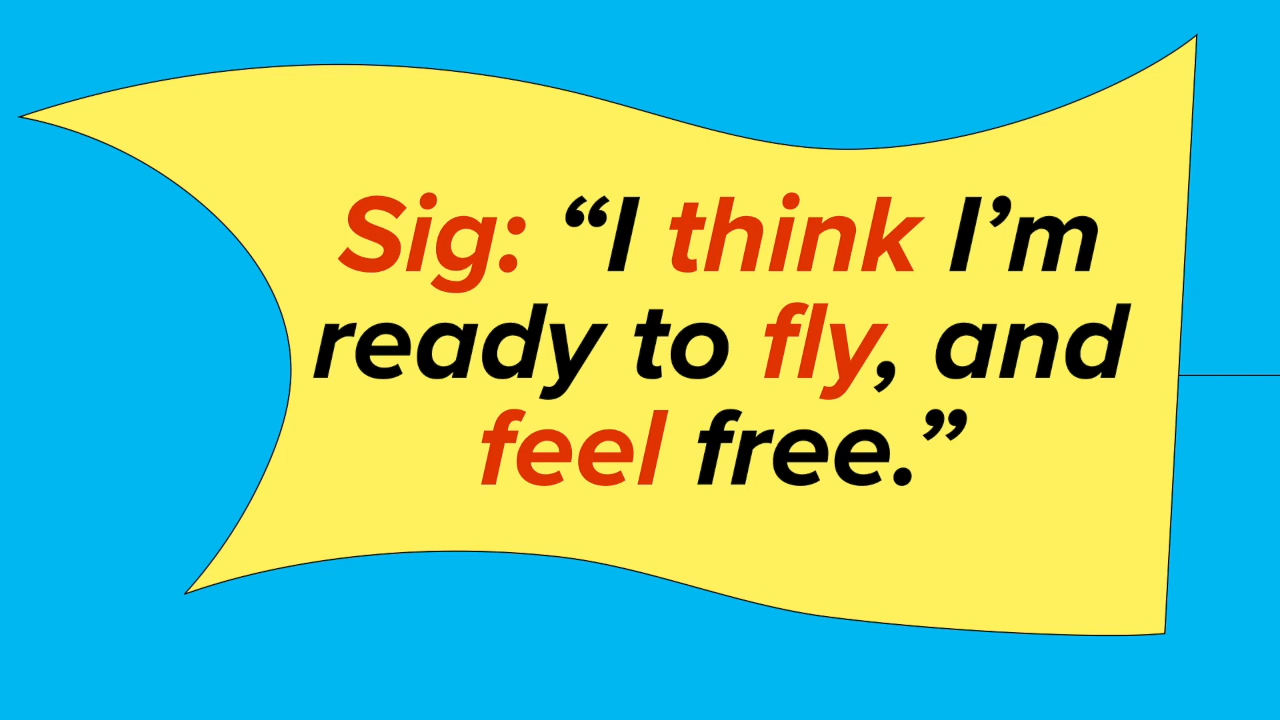 Sig: “I think I’m
ready to fly, and
feel free.”